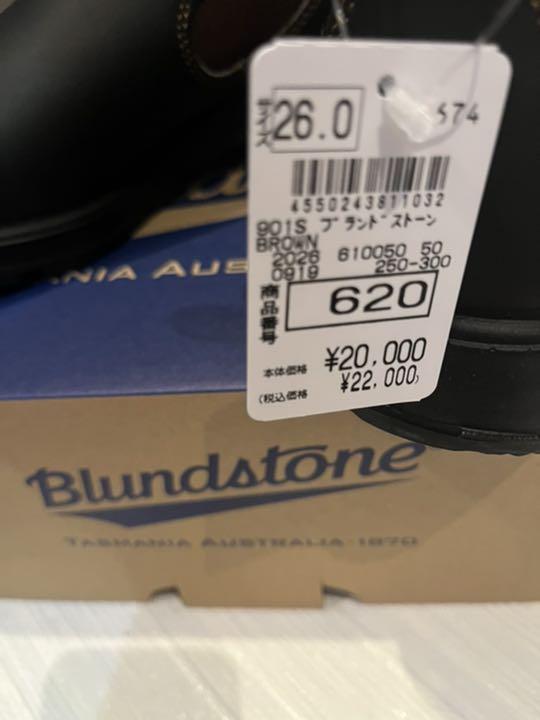 サイズ 26.0
574
4550243811032
901S ブランドストーン
BROWN
2026 610050 50
0919 250-300
商品番号 620
本体価格 ¥20,000
(税込価格 ¥22,000)
NIA AUS
Blundstone
TASMANIA AUSTRALIA 1870